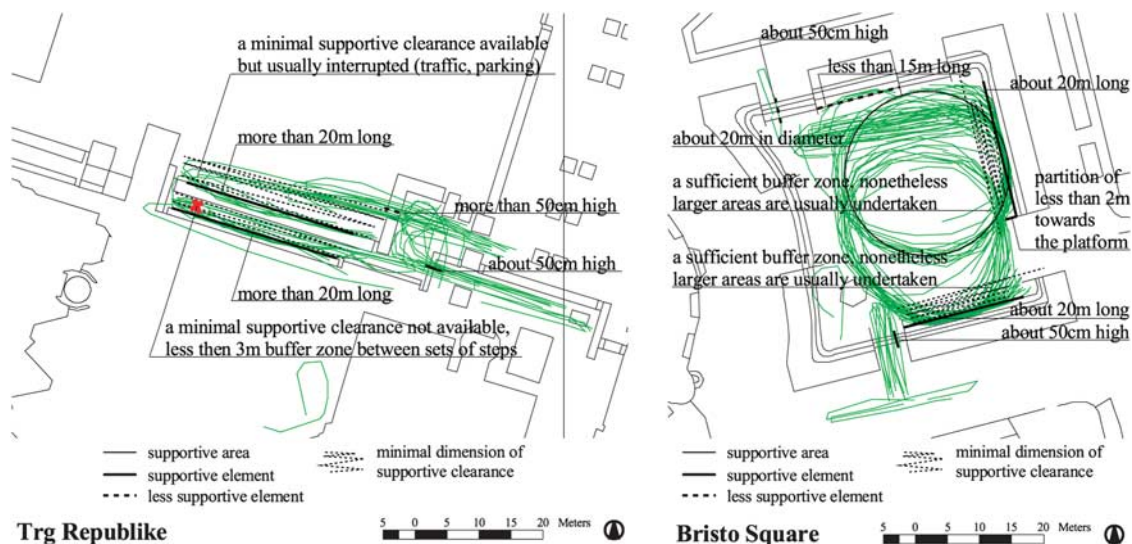 a minimal supportive clearance available
but usually interrupted (traffic, parking)
more than 20m long
more than 50cm high
about 50cm high
more than 20m long
a minimal supportive clearance not available,
less then 3m buffer zone between sets of steps
supportive area
supportive element
less supportive element
minimal dimension of
supportive clearance
Trg Republike
5 0 5 10 15 20 Meters
about 50cm high
less than 15m long
about 20m long
about 20m in diameter
a sufficient buffer zone, nonetheless
larger areas are usually undertaken
partition of
less than 2m
towards
the platform
a sufficient buffer zone, nonetheless
larger areas are usually undertaken
about 20m long
about 50cm high
supportive area
supportive element
less supportive element
minimal dimension of
supportive clearance
Bristo Square
5 0 5 10 15 20 Meters